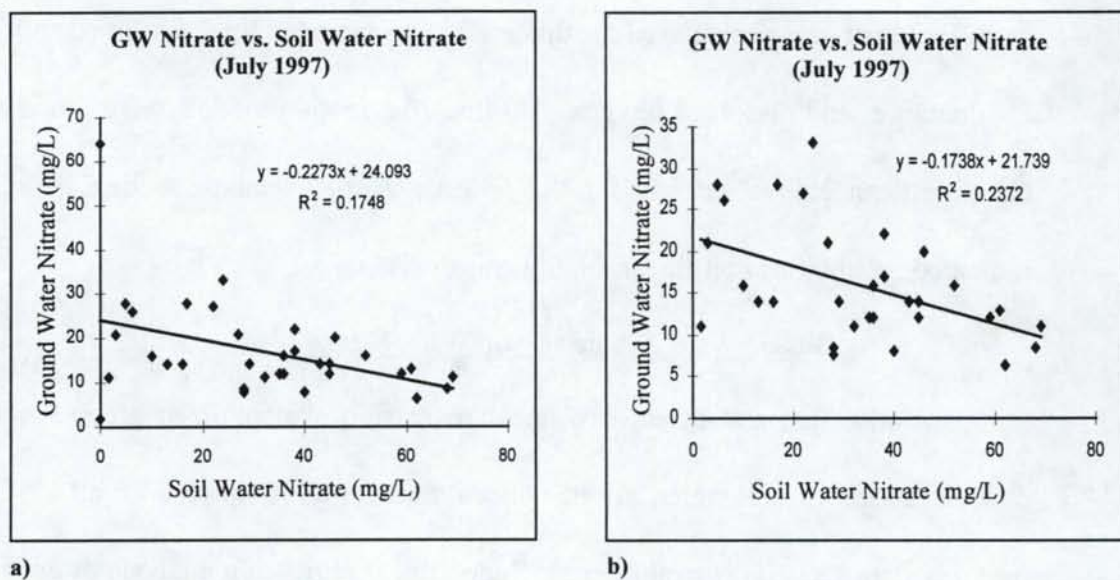 GW Nitrate vs. Soil Water Nitrate
(July 1997)
Ground Water Nitrate (mg/L)
70
60
50
40
30
20
10
0
y = -0.2273x + 24.093
R² = 0.1748
0 20 40 60 80
Soil Water Nitrate (mg/L)
a)
GW Nitrate vs. Soil Water Nitrate
(July 1997)
Ground Water Nitrate (mg/L)
35
30
25
20
15
10
5
0
y = -0.1738x + 21.739
R² = 0.2372
0 20 40 60 80
Soil Water Nitrate (mg/L)
b)